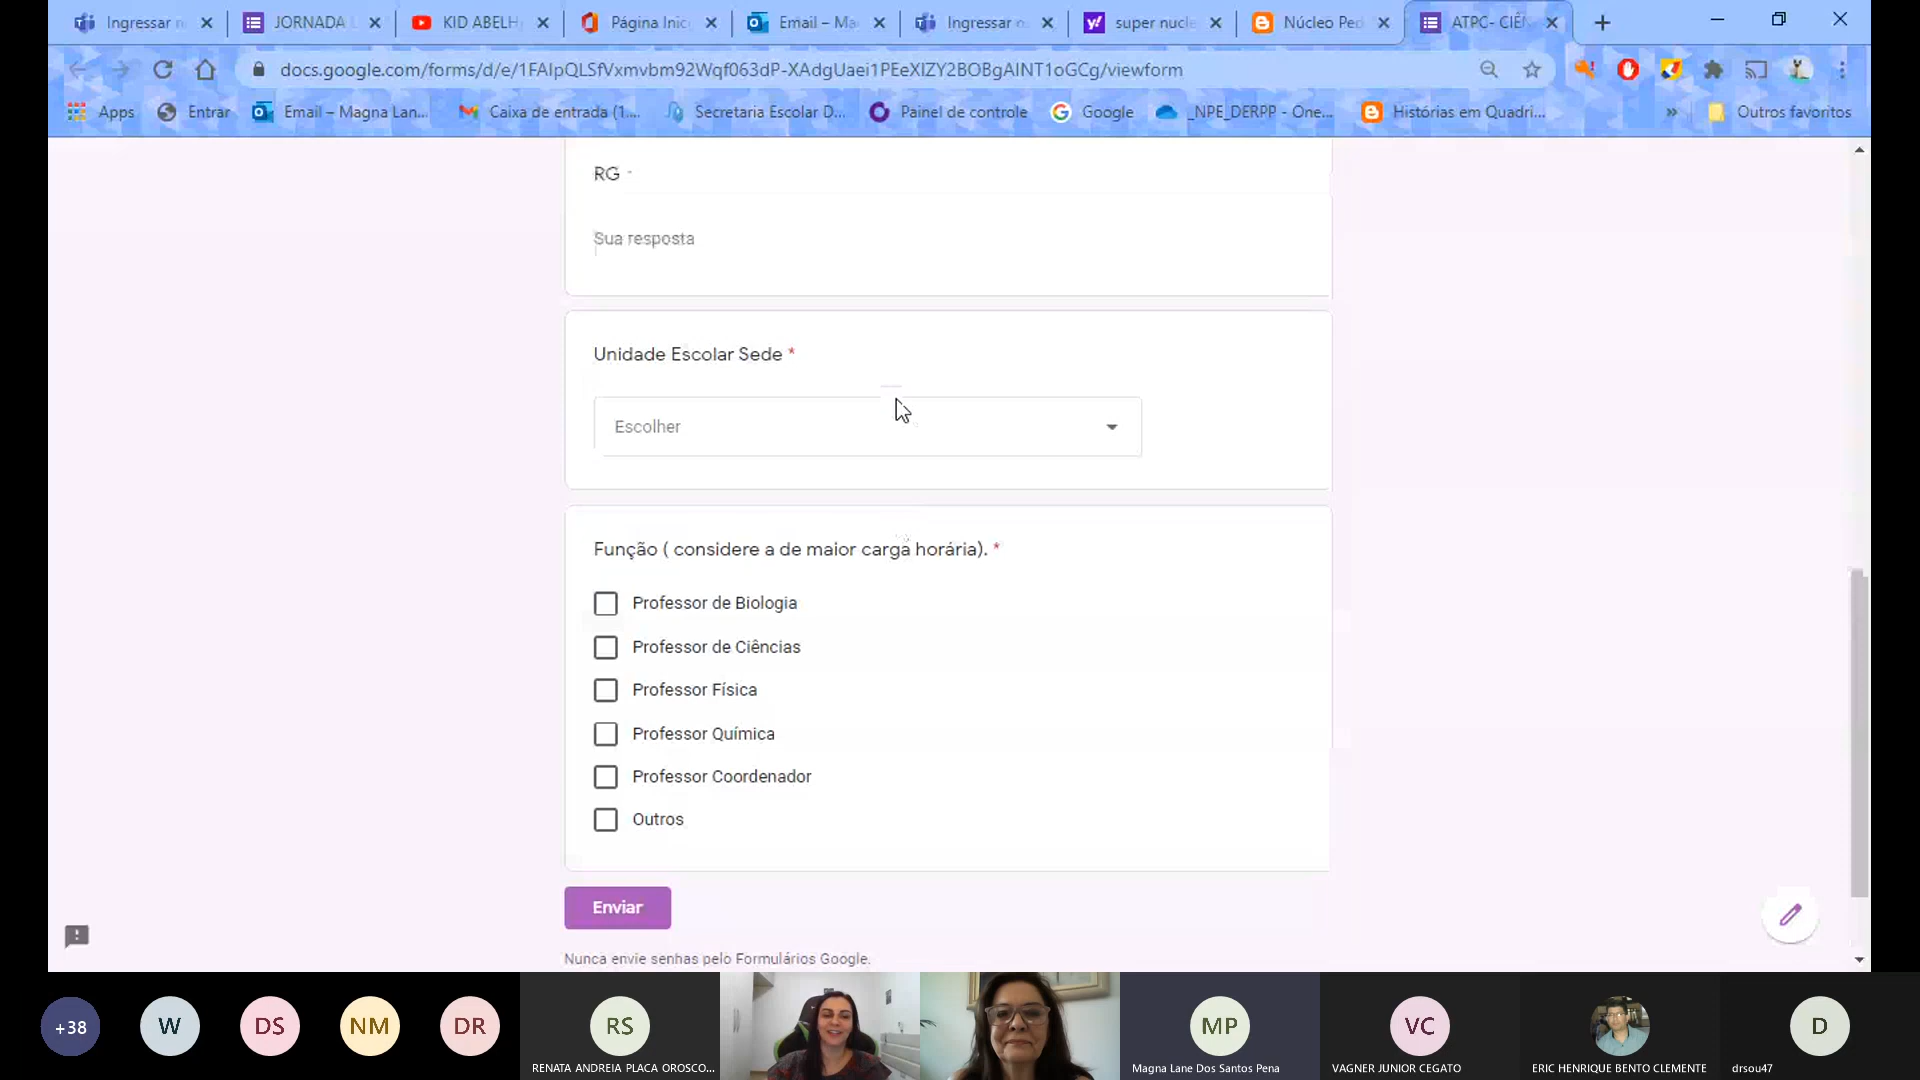 Ingressar n
JORNADA L
KID ABELH
Página Inic
Email – Ma
Ingressar n
super nucle
Núcleo Ped
ATPC- CIÊN
docs.google.com/forms/d/e/1FAIpQLSfVxmvbm92Wqf063dP-XAdgUaei1PEeXIZY2BOBgAINT1oGCg/viewform
Apps
Entrar
Email – Magna Lan...
Caixa de entrada (1....
Secretaria Escolar D...
Painel de controle
Google
_NPE_DERPP - One...
Histórias em Quadri...
»
Outros favoritos
RG *
Sua resposta
Unidade Escolar Sede *
Escolher
Função ( considere a de maior carga horária). *
Professor de Biologia
Professor de Ciências
Professor Física
Professor Química
Professor Coordenador
Outros
Enviar
Nunca envie senhas pelo Formulários Google.
+38
W
DS
NM
DR
RS
MP
VC
D
RENATA ANDREIA PLACA OROSCO...
Magna Lane Dos Santos Pena
VAGNER JUNIOR CEGATO
ERIC HENRIQUE BENTO CLEMENTE
drsou47